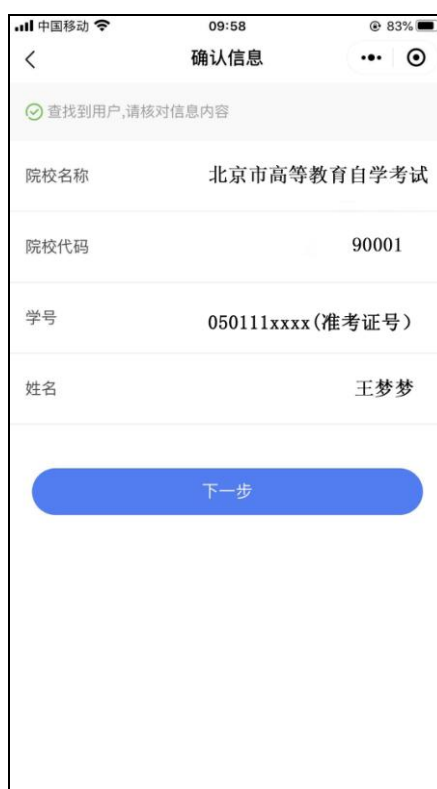 中国移动 09:58 83%
确认信息
查找到用户,请核对信息内容
院校名称 北京市高等教育自学考试
院校代码 90001
学号 050111xxxx(准考证号)
姓名 王梦梦
下一步